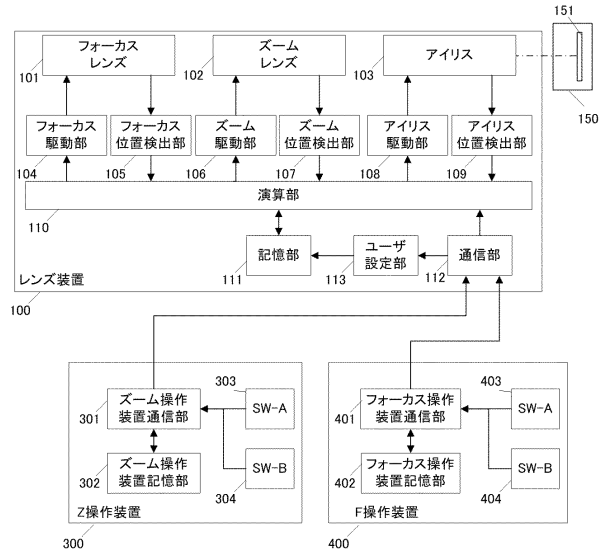 151
150
フォーカス
レンズ
101
ズーム
レンズ
102
アイリス
103
フォーカス
駆動部
104
フォーカス
位置検出部
105
ズーム
駆動部
106
ズーム
位置検出部
107
アイリス
駆動部
108
アイリス
位置検出部
109
演算部
110
記憶部
111
ユーザ
設定部
113
通信部
112
レンズ装置
100
303
ズーム操作
装置通信部
301
SW-A
ズーム操作
装置記憶部
302
SW-B
304
Z操作装置
300
403
フォーカス操作
装置通信部
401
SW-A
フォーカス操作
装置記憶部
402
SW-B
404
F操作装置
400